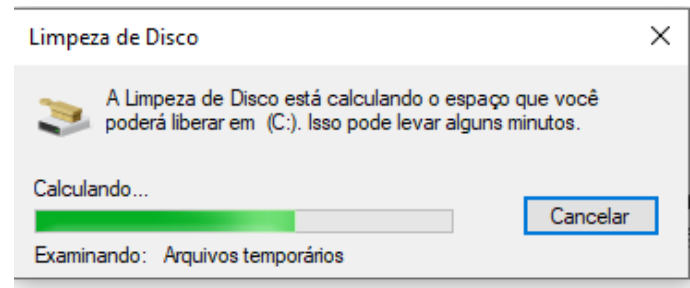 Limpeza de Disco
A Limpeza de Disco está calculando o espaço que você
poderá liberar em (C:). Isso pode levar alguns minutos.
Calculando...
Cancelar
Examinando: Arquivos temporários